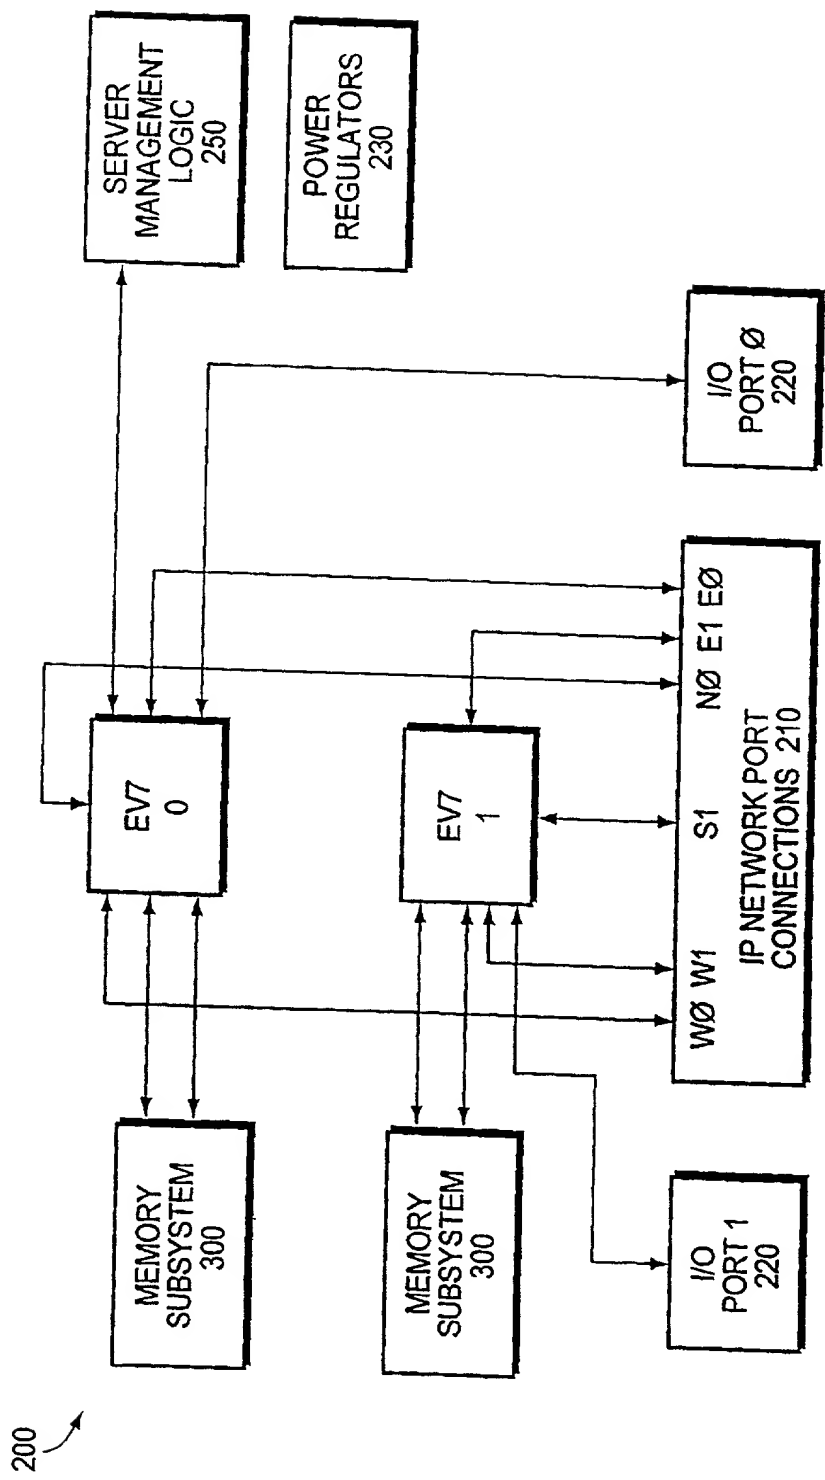 200
MEMORY
SUBSYSTEM
300
EV7
0
SERVER
MANAGEMENT
LOGIC
250
MEMORY
SUBSYSTEM
300
EV7
1
POWER
REGULATORS
230
I/O
PORT 1
220
WØ W1 S1 NØ E1 EØ
IP NETWORK PORT
CONNECTIONS 210
I/O
PORT Ø
220